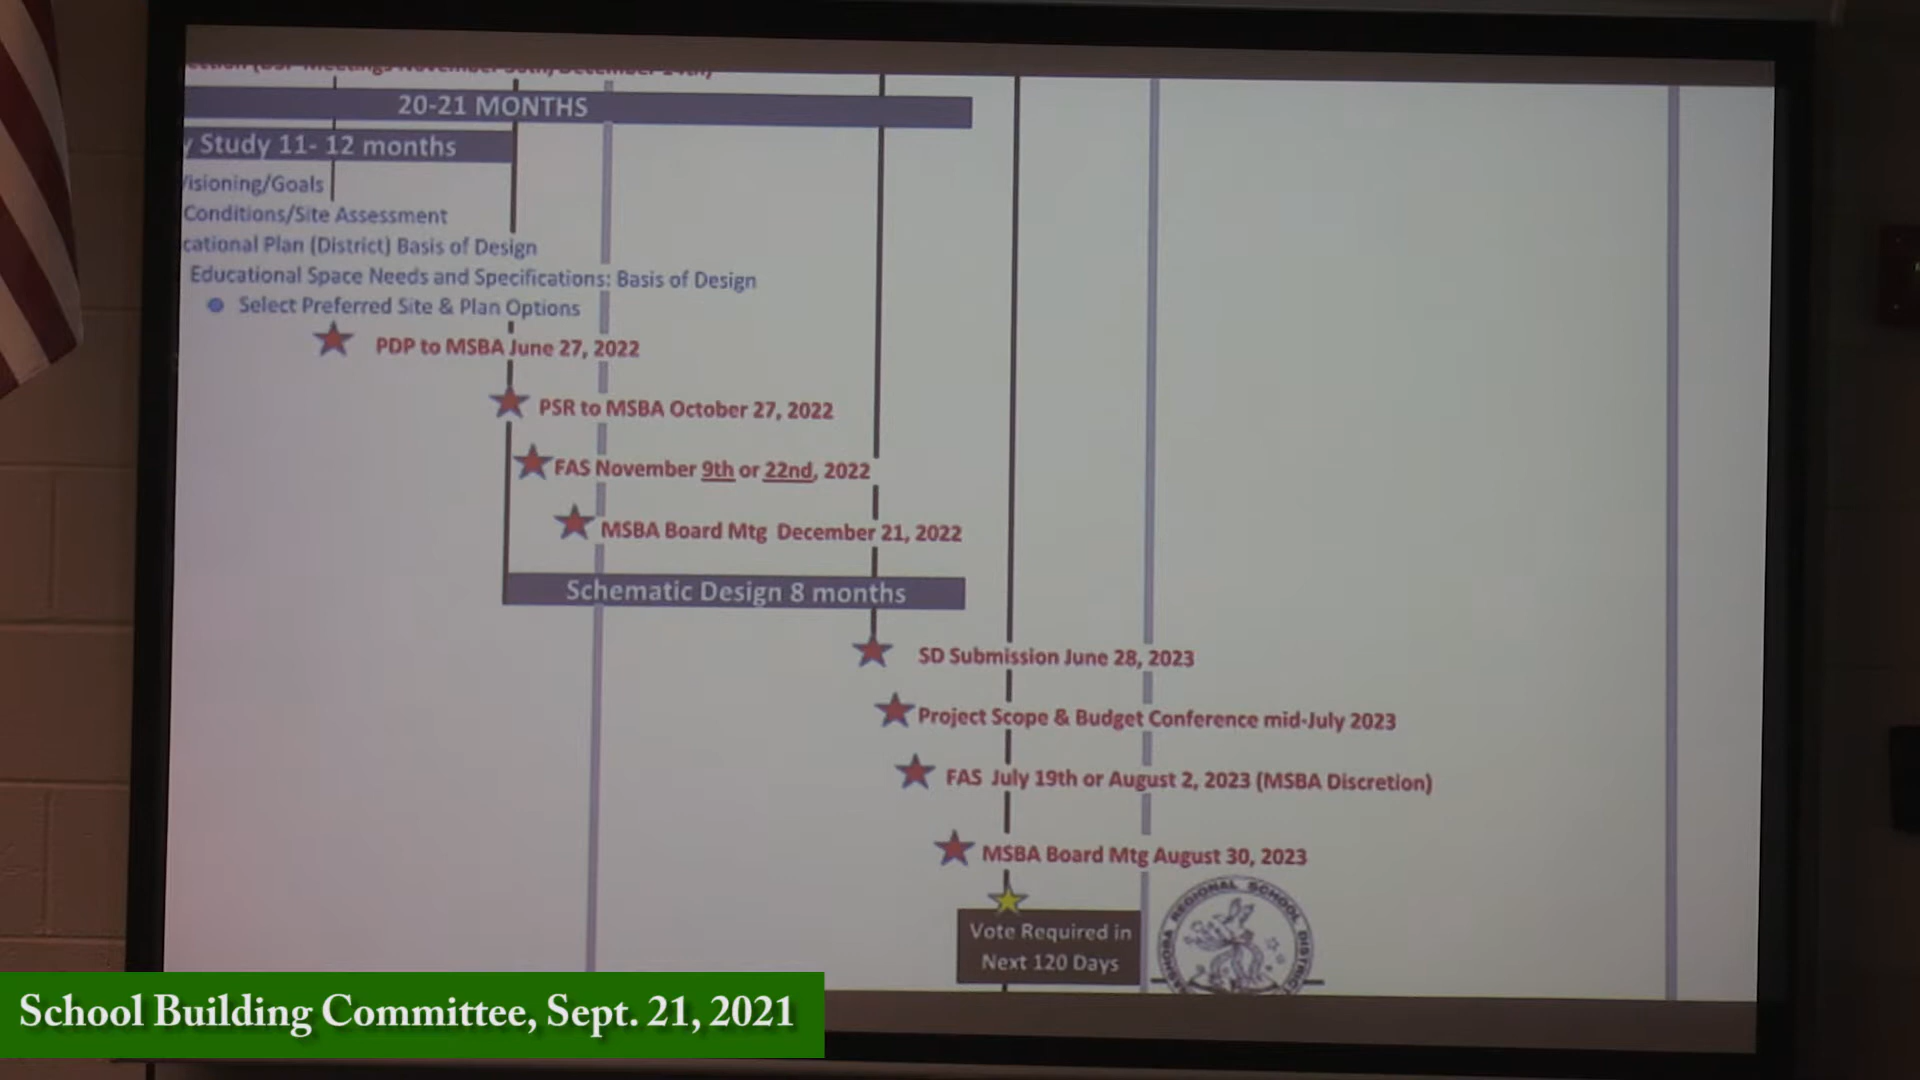 20-21 MONTHS
Study 11- 12 months
isioning/Goals
Conditions/Site Assessment
cational Plan (District) Basis of Design
Educational Space Needs and Specifications: Basis of Design
Select Preferred Site & Plan Options
PDP to MSBA June 27, 2022
PSR to MSBA October 27, 2022
FAS November 9th or 22nd, 2022
MSBA Board Mtg December 21, 2022
Schematic Design 8 months
SD Submission June 28, 2023
Project Scope & Budget Conference mid-July 2023
FAS July 19th or August 2, 2023 (MSBA Discretion)
MSBA Board Mtg August 30, 2023
Vote Required in
Next 120 Days
REGIONAL SCHOOL
School Building Committee, Sept. 21, 2021